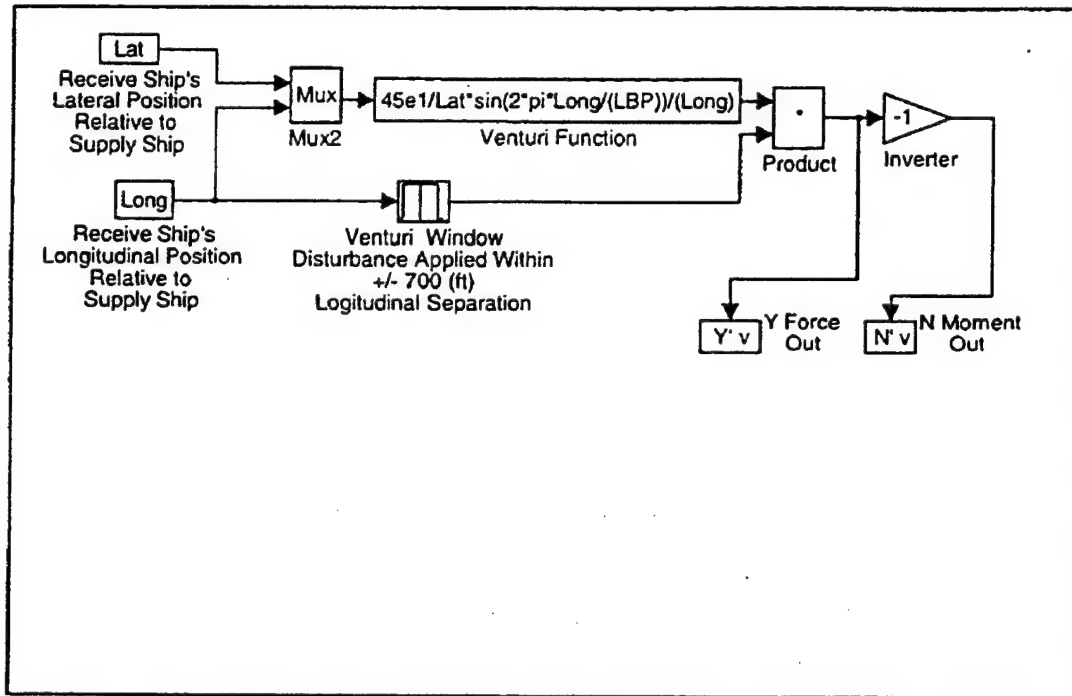 Lat
Receive Ship's
Lateral Position
Relative to
Supply Ship
Mux
Mux2
45e1/Lat*sin(2*pi*Long/(LBP))/(Long)
Venturi Function
*
Product
-1
Inverter
Long
Receive Ship's
Longitudinal Position
Relative to
Supply Ship
Venturi Window
Disturbance Applied Within
+/- 700 (ft)
Logitudinal Separation
Y' v
Y Force
Out
N' v
N Moment
Out